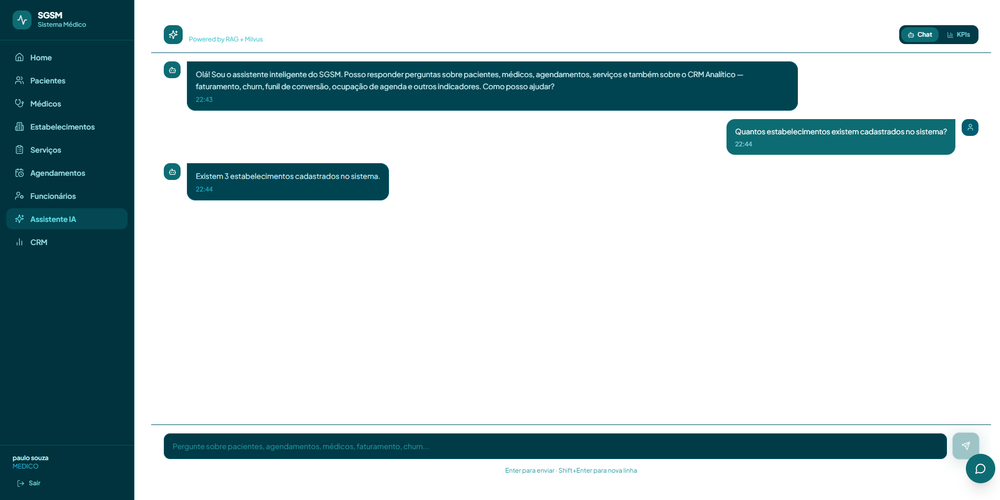 SGSM
Sistema Médico
Home
Pacientes
Médicos
Estabelecimentos
Serviços
Agendamentos
Funcionários
Assistente IA
CRM
paulo souza
MEDICO
Sair
Powered by RAG + Milvus
Chat
KPIs
Olá! Sou o assistente inteligente do SGSM. Posso responder perguntas sobre pacientes, médicos, agendamentos, serviços e também sobre o CRM Analítico —
faturamento, churn, funil de conversão, ocupação de agenda e outros indicadores. Como posso ajudar?
22:43
Quantos estabelecimentos existem cadastrados no sistema?
22:44
Existem 3 estabelecimentos cadastrados no sistema.
22:44
Pergunte sobre pacientes, agendamentos, médicos, faturamento, churn...
Enter para enviar · Shift+Enter para nova linha